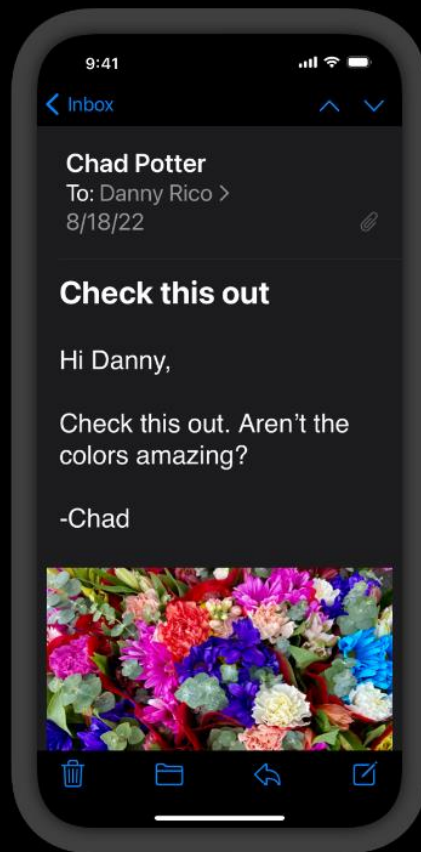 9:41
Inbox
Chad Potter
To: Danny Rico >
8/18/22
Check this out
Hi Danny,
Check this out. Aren’t the
colors amazing?
-Chad